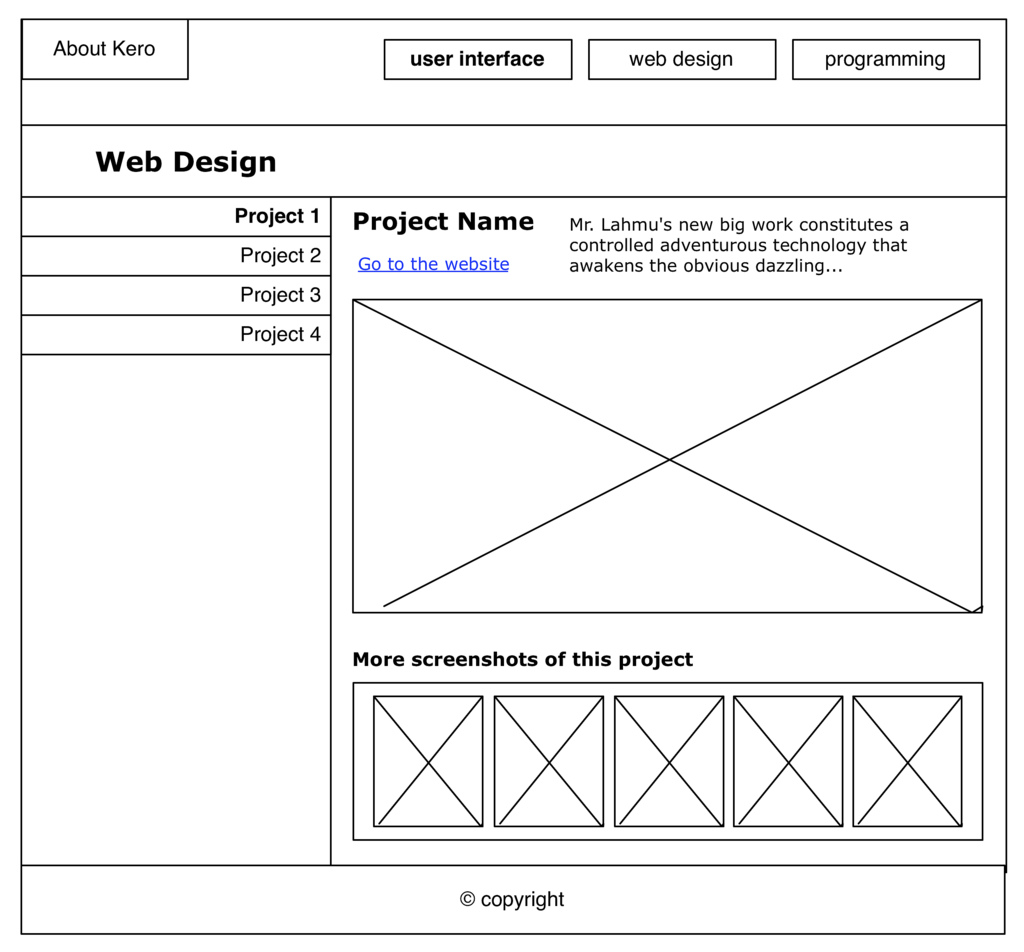 About Kero
user interface
web design
programming
Web Design
Project 1
Project 2
Project 3
Project 4
Project Name
Go to the website
Mr. Lahmu's new big work constitutes a
controlled adventurous technology that
awakens the obvious dazzling...
More screenshots of this project
© copyright